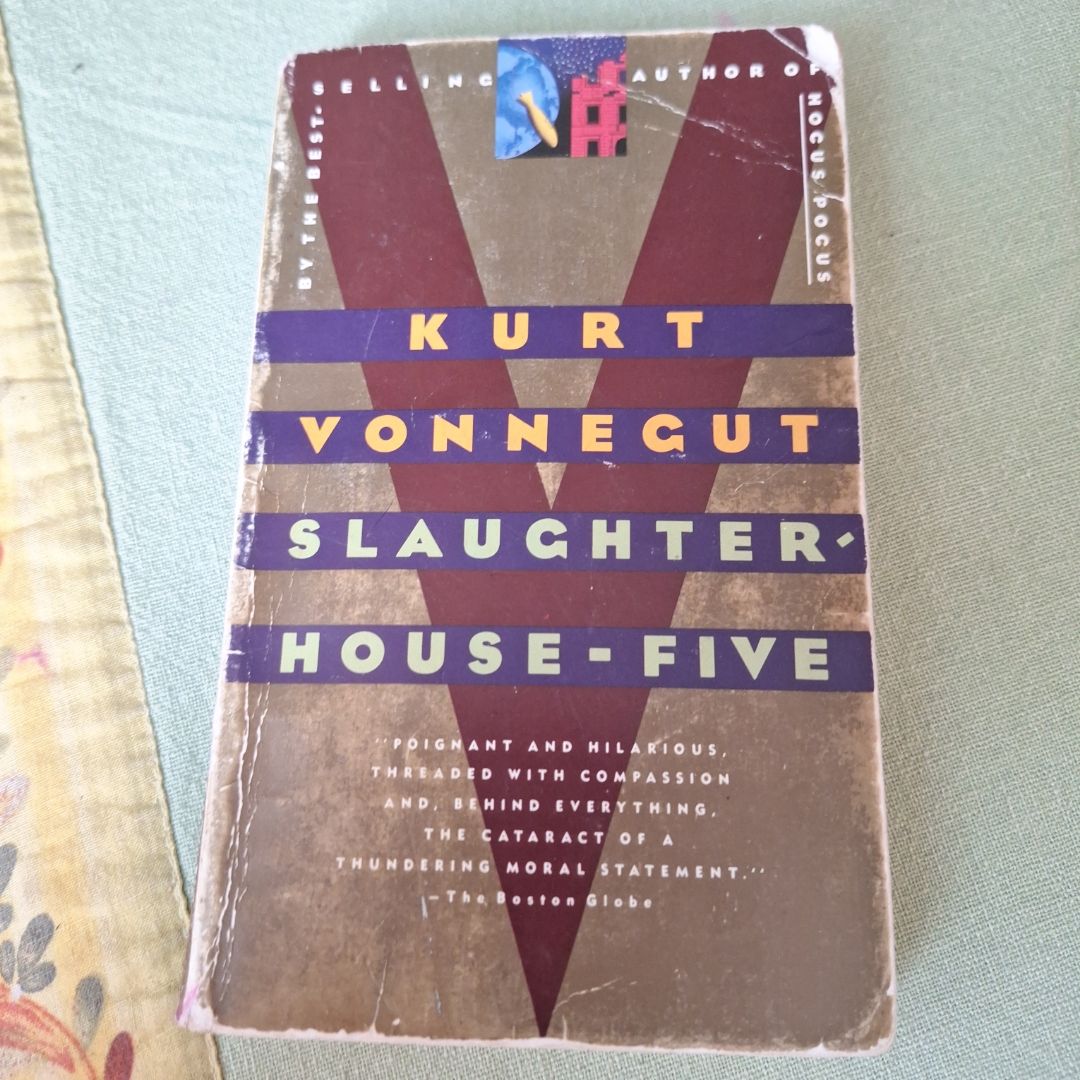 BY THE BEST-SELLING AUTHOR OF HOCUS POCUS
KURT
VONNEGUT
SLAUGHTER-
HOUSE-FIVE
"POIGNANT AND HILARIOUS,
THREADED WITH COMPASSION
AND, BEHIND EVERYTHING,
THE CATARACT OF A
THUNDERING MORAL STATEMENT."
—The Boston Globe